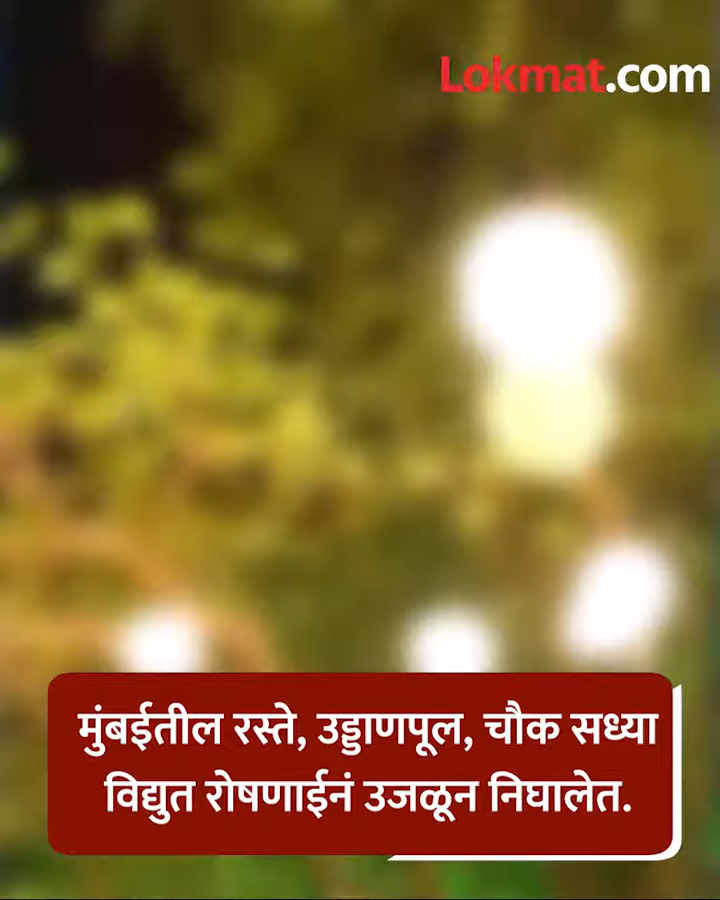 Lokmat.com
मुंबईतील रस्ते, उड्डाणपूल, चौक सध्या
विद्युत रोषणाईनं उजळून निघालेत.